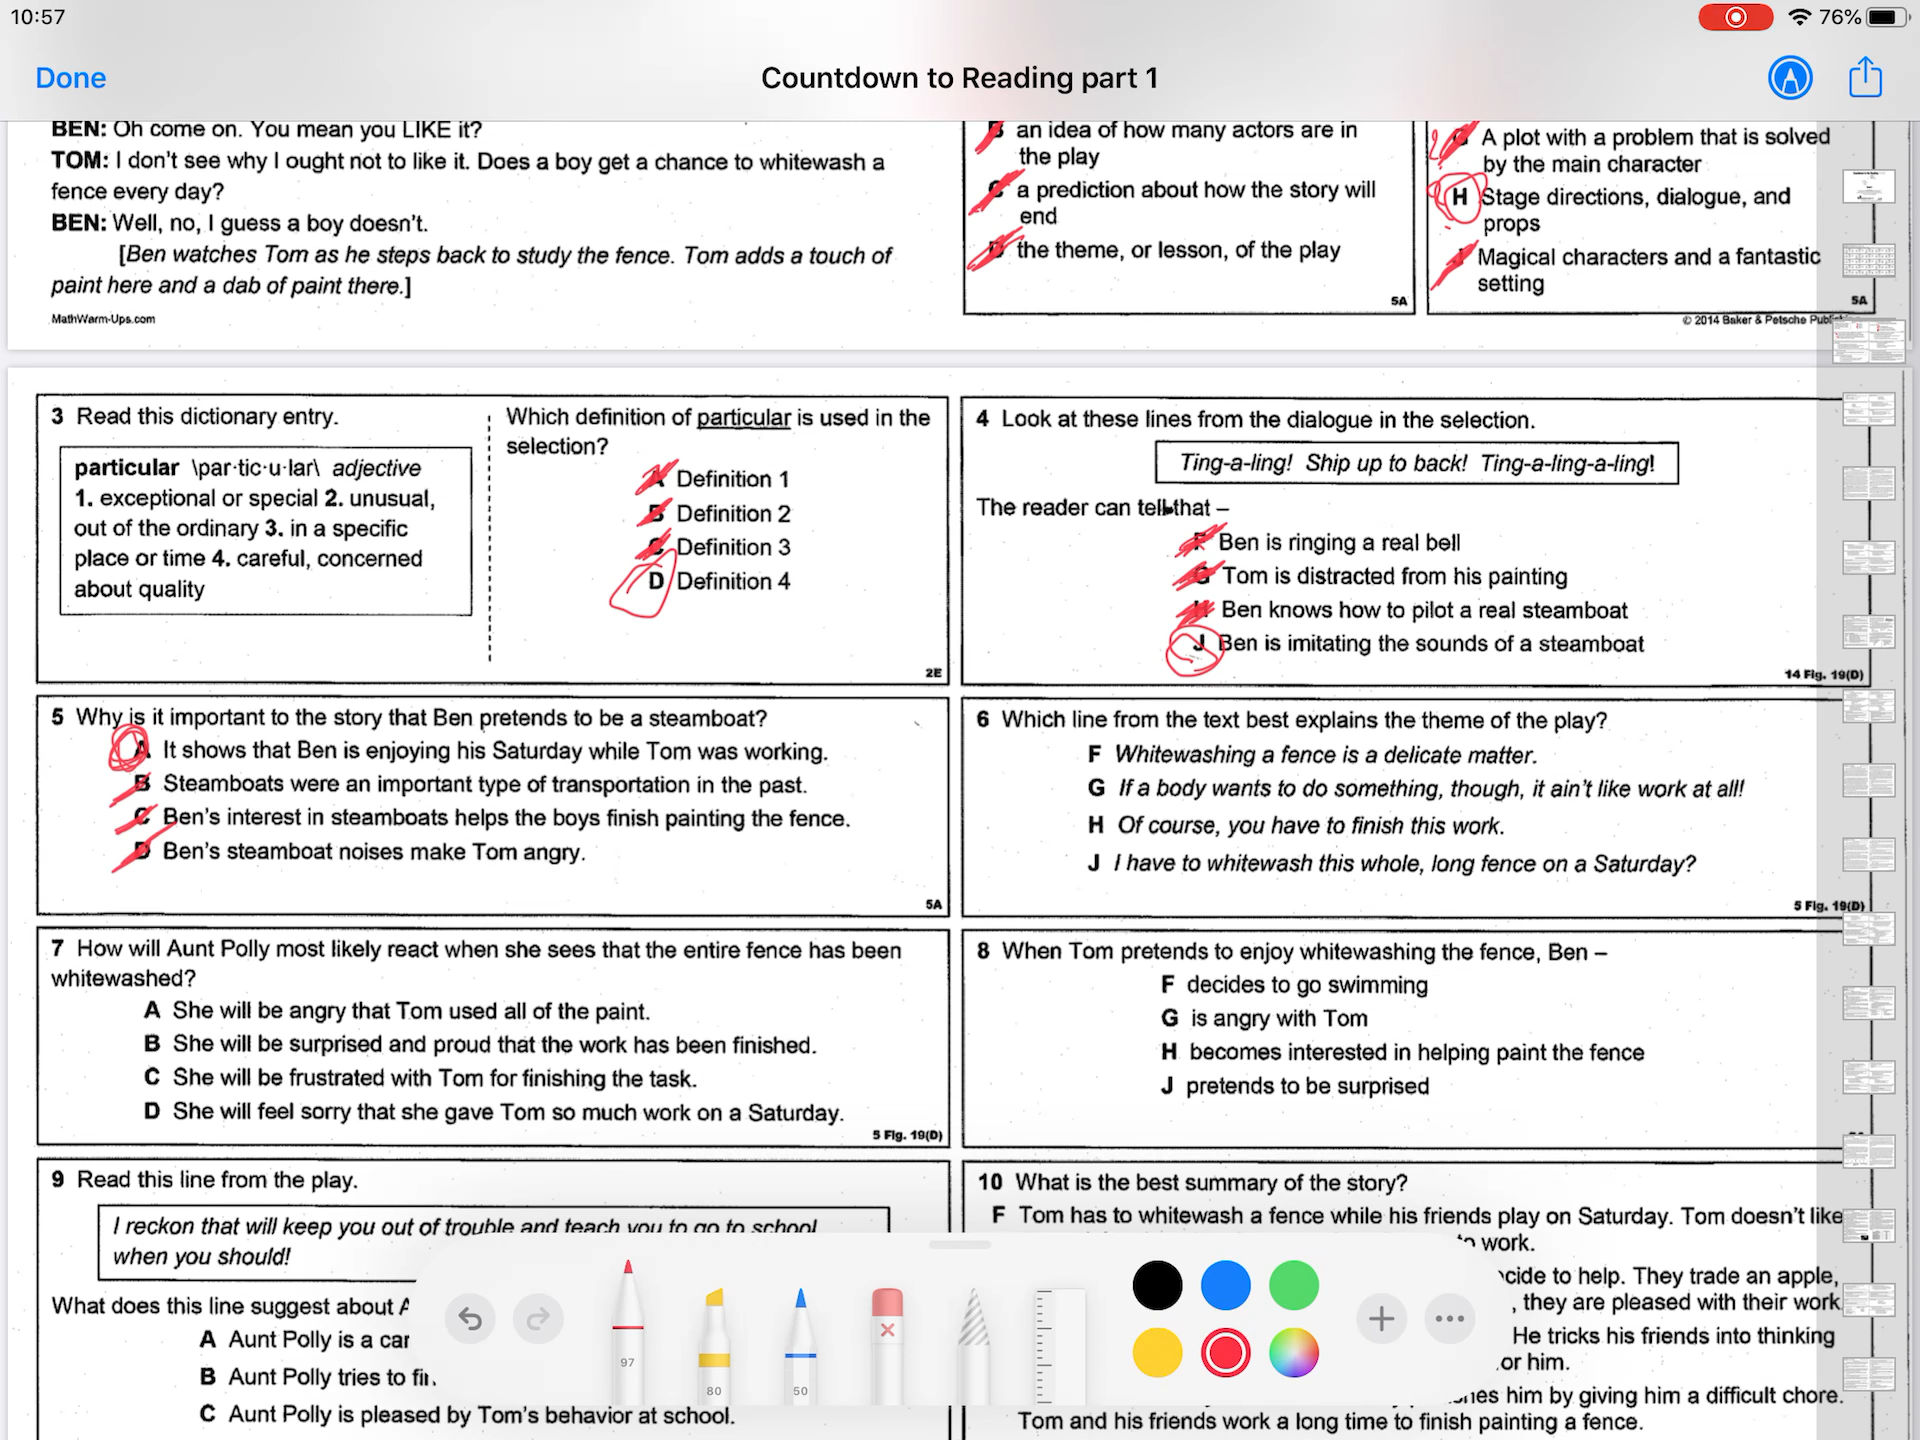 10:57
76%
Done
Countdown to Reading part 1
BEN: Oh come on. You mean you LIKE it?
TOM: I don't see why I ought not to like it. Does a boy get a chance to whitewash a
fence every day?
BEN: Well, no, I guess a boy doesn't.
[Ben watches Tom as he steps back to study the fence. Tom adds a touch of
paint here and a dab of paint there.]
MathWarm-Ups.com
B an idea of how many actors are in
the play
C a prediction about how the story will
end
D the theme, or lesson, of the play
5A
G A plot with a problem that is solved
by the main character
H Stage directions, dialogue, and
props
J Magical characters and a fantastic
setting
5A
© 2014 Baker & Petsche
3 Read this dictionary entry.
particular \par·tic·u·lar\ adjective
1. exceptional or special 2. unusual,
out of the ordinary 3. in a specific
place or time 4. careful, concerned
about quality
Which definition of particular is used in the
selection?
A Definition 1
B Definition 2
C Definition 3
D Definition 4
2E
4 Look at these lines from the dialogue in the selection.
Ting-a-ling! Ship up to back! Ting-a-ling-a-ling!
The reader can tell that –
F Ben is ringing a real bell
G Tom is distracted from his painting
H Ben knows how to pilot a real steamboat
J Ben is imitating the sounds of a steamboat
14 Fig. 19(D)
5 Why is it important to the story that Ben pretends to be a steamboat?
A It shows that Ben is enjoying his Saturday while Tom was working.
B Steamboats were an important type of transportation in the past.
C Ben's interest in steamboats helps the boys finish painting the fence.
D Ben's steamboat noises make Tom angry.
5A
6 Which line from the text best explains the theme of the play?
F Whitewashing a fence is a delicate matter.
G If a body wants to do something, though, it ain't like work at all!
H Of course, you have to finish this work.
J I have to whitewash this whole, long fence on a Saturday?
5 Fig. 19(D)
7 How will Aunt Polly most likely react when she sees that the entire fence has been
whitewashed?
A She will be angry that Tom used all of the paint.
B She will be surprised and proud that the work has been finished.
C She will be frustrated with Tom for finishing the task.
D She will feel sorry that she gave Tom so much work on a Saturday.
5 Fig. 19(D)
8 When Tom pretends to enjoy whitewashing the fence, Ben –
F decides to go swimming
G is angry with Tom
H becomes interested in helping paint the fence
J pretends to be surprised
9 Read this line from the play.
I reckon that will keep you out of trouble and teach you to go to school
when you should!
What does this line suggest about
A Aunt Polly is a
B Aunt Polly tries to
C Aunt Polly is pleased by Tom's behavior at school.
10 What is the best summary of the story?
F Tom has to whitewash a fence while his friends play on Saturday. Tom doesn't like
work.
to help. They trade an apple,
, they are pleased with their work
He tricks his friends into thinking
him.
him by giving him a difficult chore.
Tom and his friends work a long time to finish painting a fence.
97
80
50